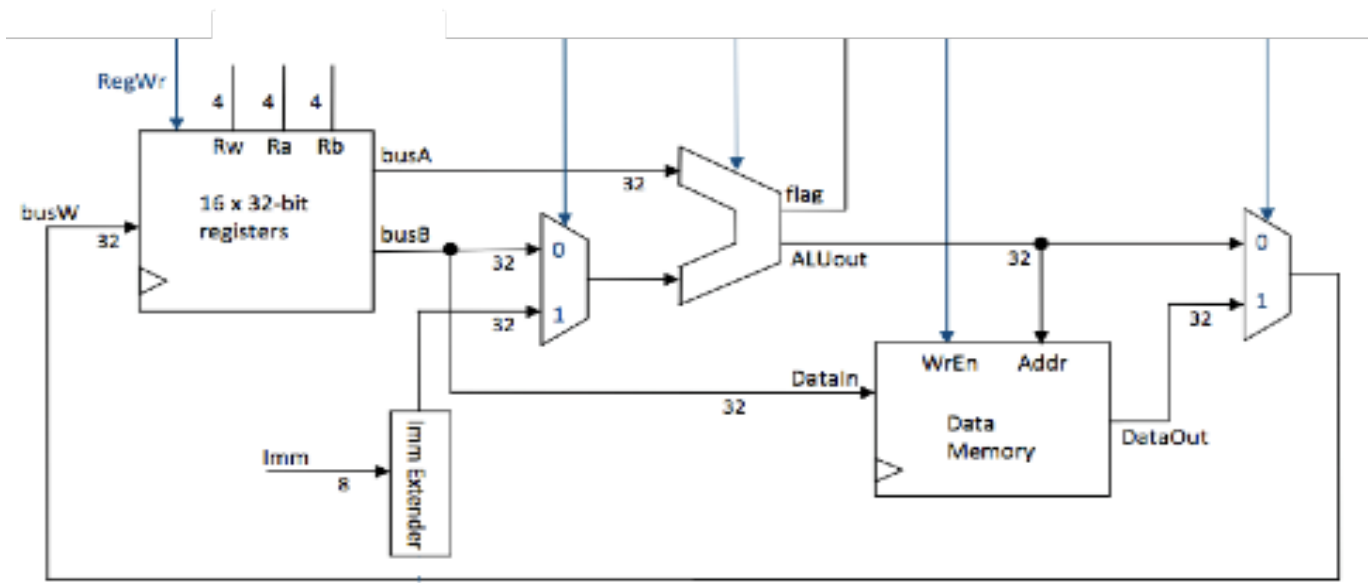 RegWr
4 4 4
Rw Ra Rb
busA
32
flag
16 x 32-bit
registers
busW
32
busB
32
0
ALUout
32
0
32
1
32
1
WrEn Addr
DataIn
32
Data
Memory
DataOut
Imm
8
Imm Extender